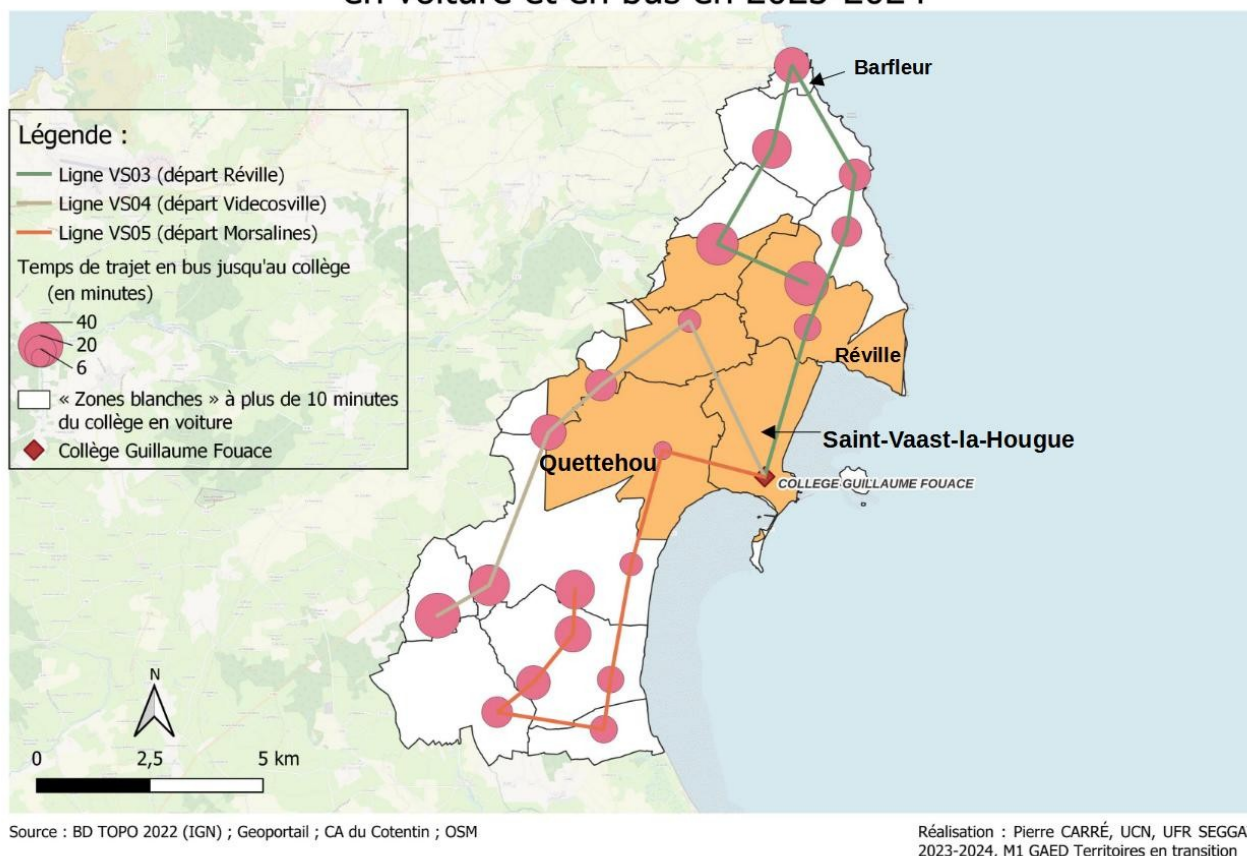 en voiture et en bus en 2023-2024
Barfleur
Légende :
Ligne VS03 (départ Réville)
Ligne VS04 (départ Videcosville)
Ligne VS05 (départ Morsalines)
Temps de trajet en bus jusqu'au collège
(en minutes)
40
20
6
« Zones blanches » à plus de 10 minutes
du collège en voiture
Collège Guillaume Fouace
Réville
Saint-Vaast-la-Hougue
Quettehou
COLLEGE GUILLAUME FOUACE
N
0 2,5 5 km
Source : BD TOPO 2022 (IGN) ; Geoportail ; CA du Cotentin ; OSM
Réalisation : Pierre CARRÉ, UCN, UFR SEGGAT
2023-2024, M1 GAED Territoires en transition